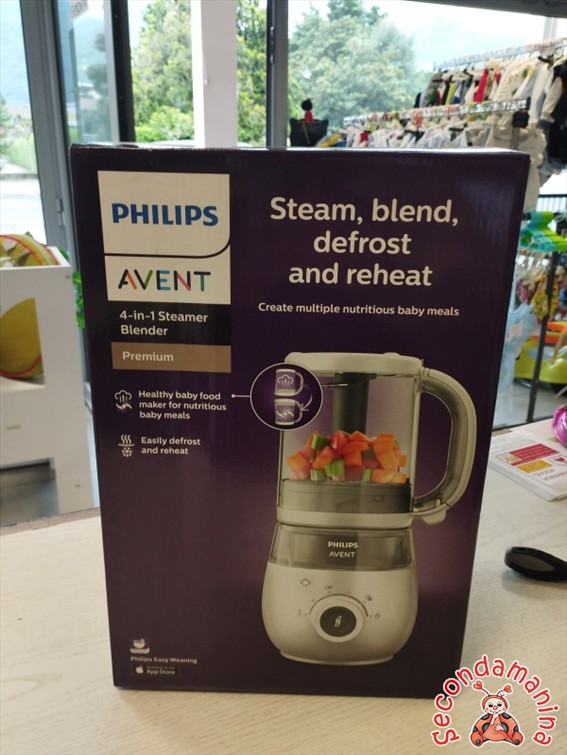 PHILIPS
AVENT
4-in-1 Steamer
Blender
Premium
Healthy baby food
maker for nutritious
baby meals
Easily defrost
and reheat
Steam, blend,
defrost
and reheat
Create multiple nutritious baby meals
PHILIPS
AVENT
Philips Easy Weaning
App Store
Secondamanina